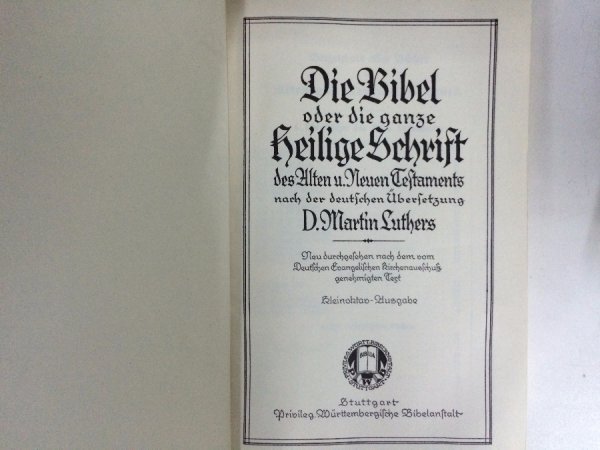 Die Bibel
oder die ganze
Heilige Schrift
des Alten u. Neuen Testaments
nach der deutschen Übersetzung
D. Martin Luthers
Neu durchgesehen nach dem vom
Deutschen Evangelischen Kirchenausschuß
genehmigten Text
Kleinoktav-Ausgabe
BIBLIA
P W B
Stuttgart
Privileg. Württembergische Bibelanstalt